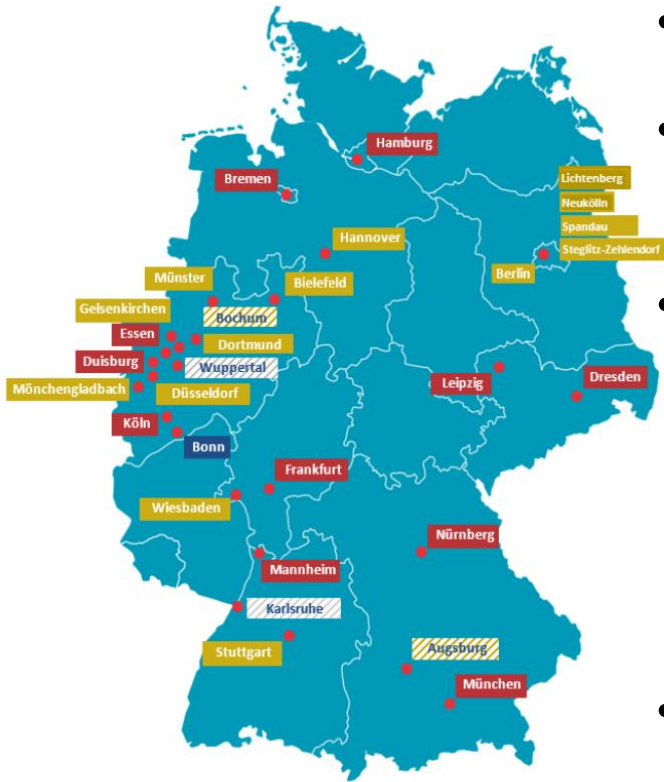 Hamburg
Bremen
Lichtenberg
Neukölln
Spandau
Steglitz-Zehlendorf
Berlin
Hannover
Münster
Bielefeld
Gelsenkirchen
Bochum
Essen
Dortmund
Duisburg
Wuppertal
Mönchengladbach
Düsseldorf
Leipzig
Dresden
Köln
Bonn
Frankfurt
Wiesbaden
Nürnberg
Mannheim
Karlsruhe
Stuttgart
Augsburg
München